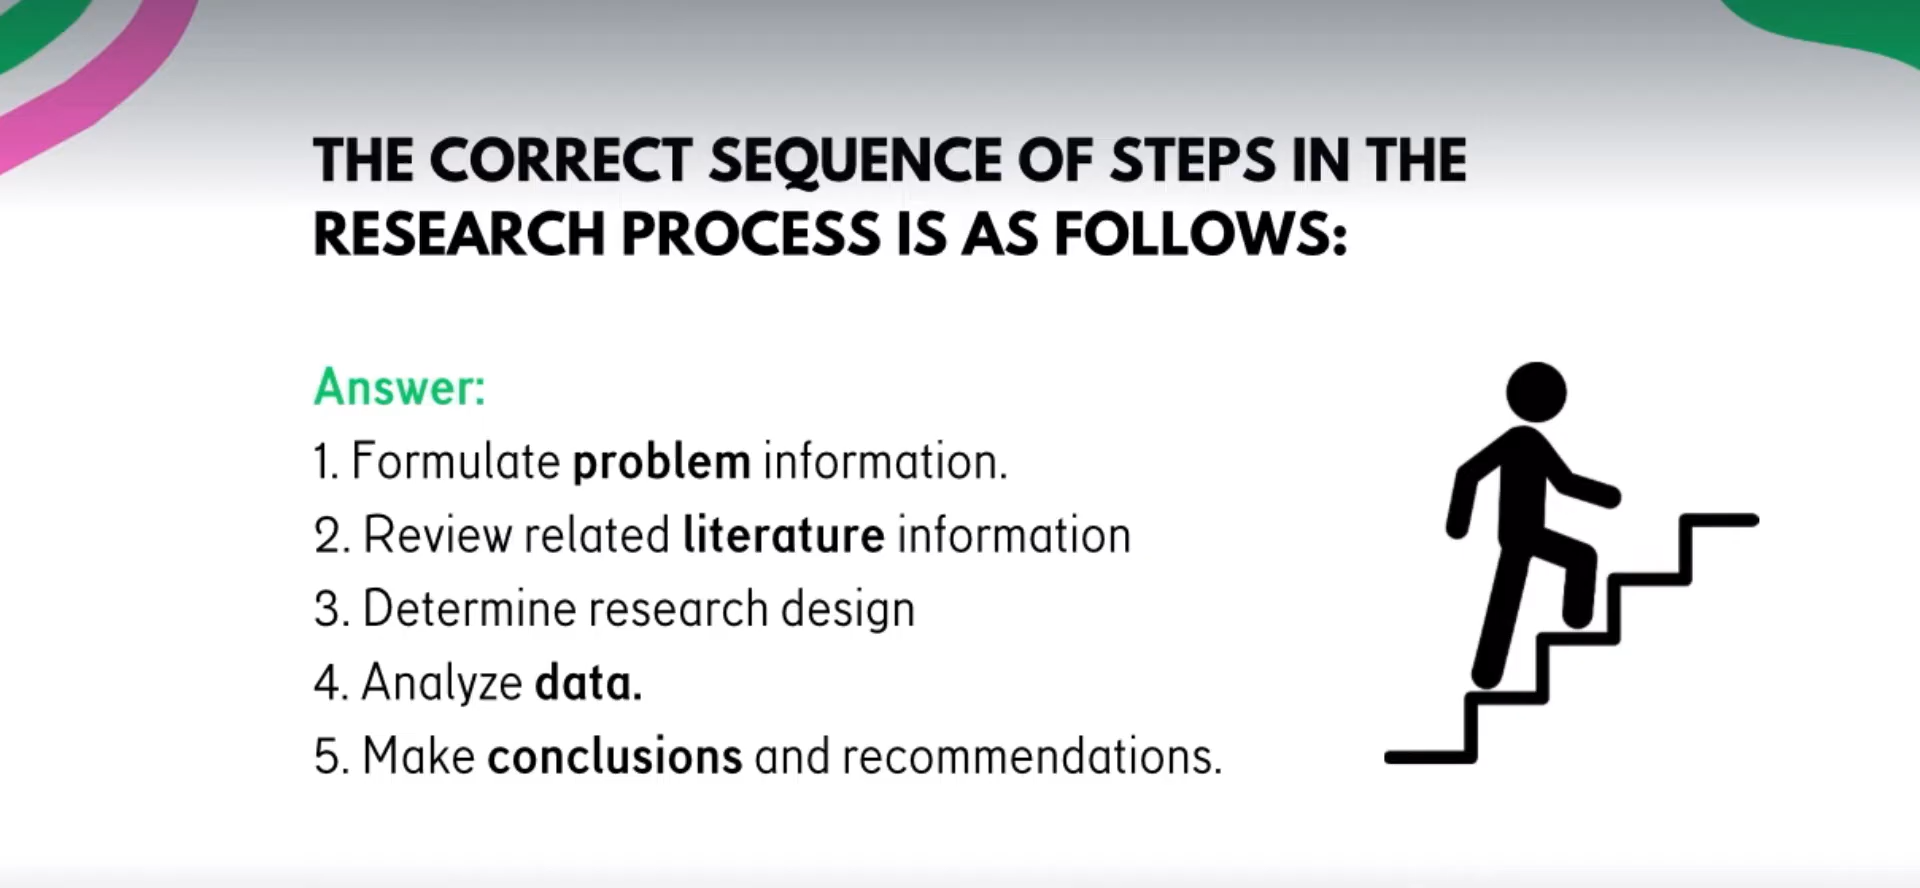 THE CORRECT SEQUENCE OF STEPS IN THE
RESEARCH PROCESS IS AS FOLLOWS:
Answer:
1. Formulate problem information.
2. Review related literature information
3. Determine research design
4. Analyze data.
5. Make conclusions and recommendations.